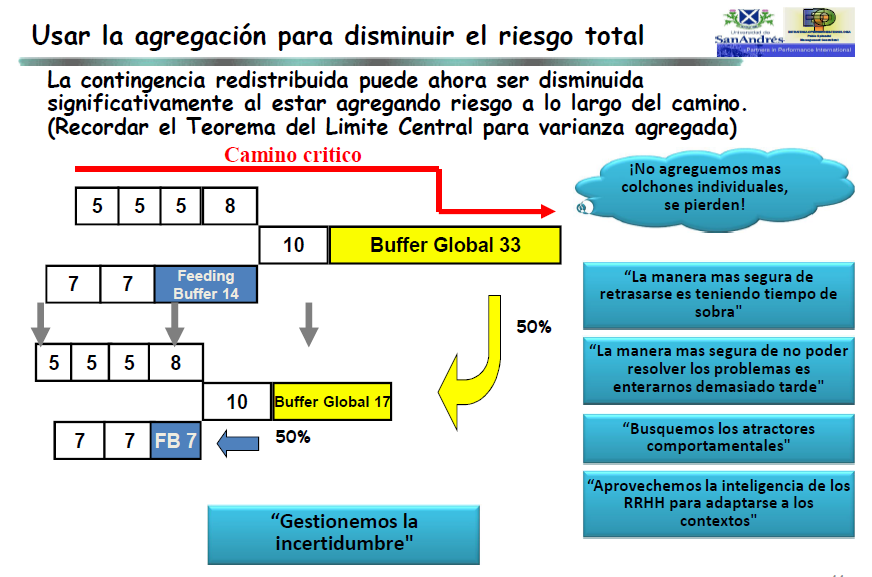 Usar la agregación para disminuir el riesgo total
Universidad de
SanAndrés
Partners in Performance International
La contingencia redistribuida puede ahora ser disminuida
significativamente al estar agregando riesgo a lo largo del camino.
(Recordar el Teorema del Limite Central para varianza agregada)
Camino critico
5 5 5 8
10 Buffer Global 33
7 7 Feeding
Buffer 14
50%
5 5 5 8
10 Buffer Global 17
7 7 FB 7
50%
“Gestionemos la
incertidumbre"
¡No agreguemos mas
colchones individuales,
se pierden!
“La manera mas segura de
retrasarse es teniendo tiempo de
sobra"
“La manera mas segura de no poder
resolver los problemas es
enterarnos demasiado tarde"
“Busquemos los atractores
comportamentales"
“Aprovechemos la inteligencia de los
RRHH para adaptarse a los
contextos"